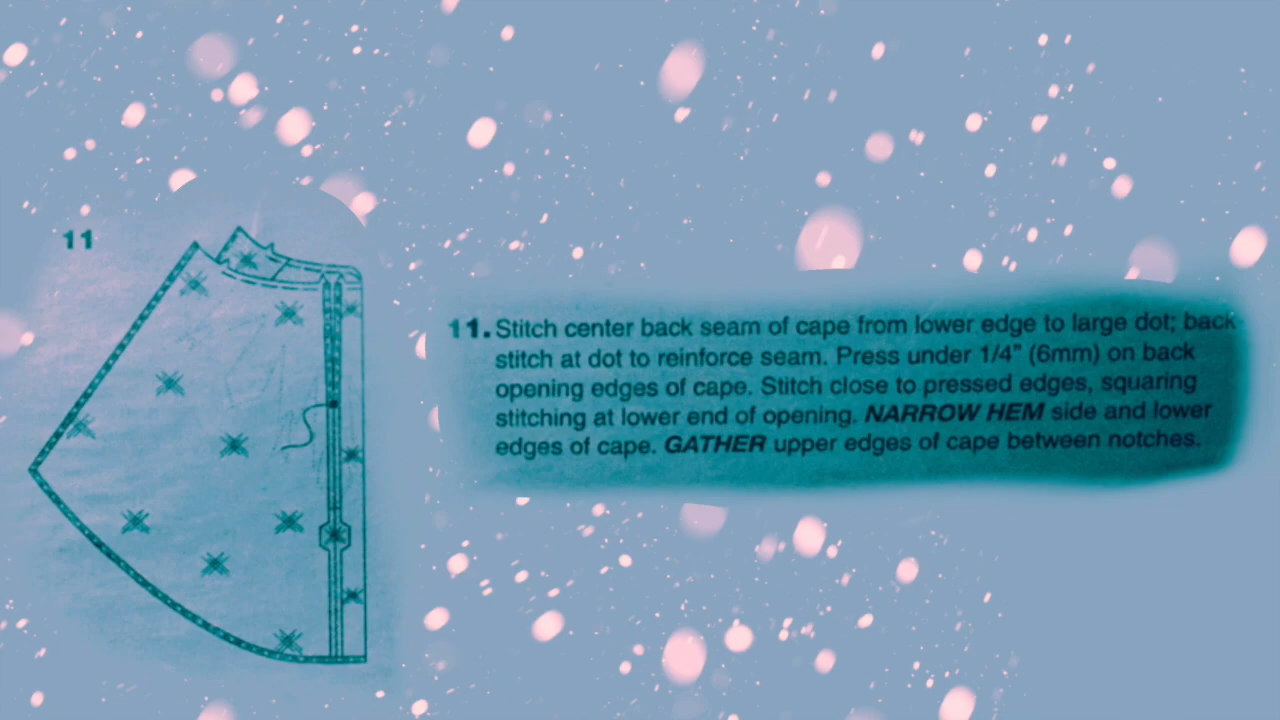 11
11. Stitch center back seam of cape from lower edge to large dot; back
stitch at dot to reinforce seam. Press under 1/4" (6mm) on back
opening edges of cape. Stitch close to pressed edges, squaring
stitching at lower end of opening. NARROW HEM side and lower
edges of cape. GATHER upper edges of cape between notches.